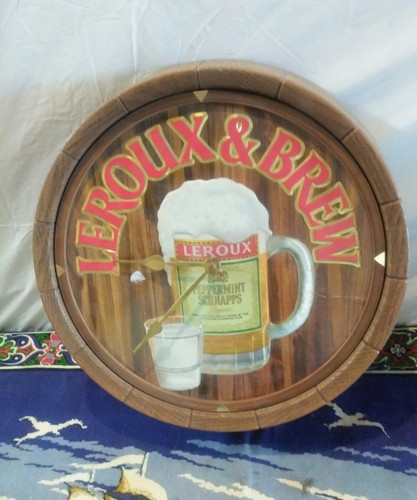 LEROUX & BREW
LEROUX
PEPPERMINT
SCHNAPPS